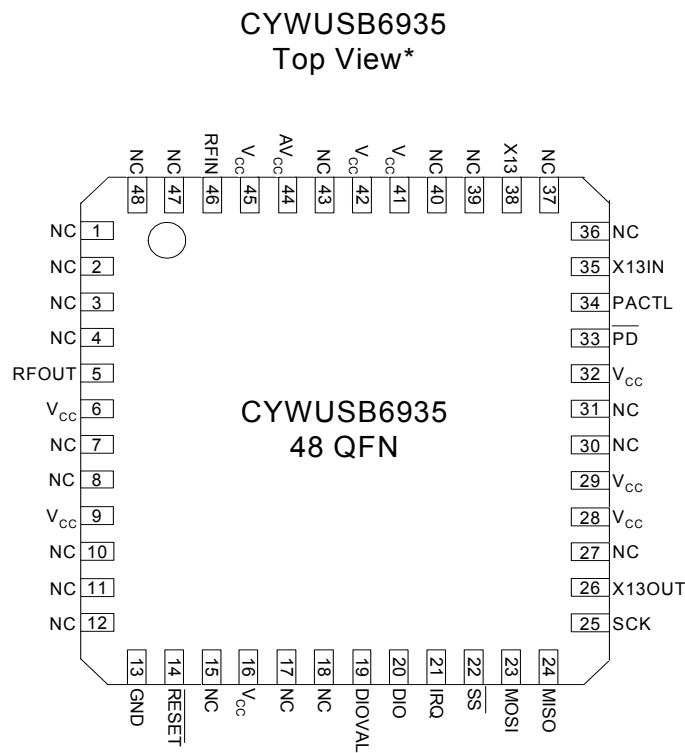 CYWUSB6935
Top View*
NC 48
NC 47
RFIN 46
VCC 45
AVCC 44
NC 43
VCC 42
VCC 41
NC 40
NC 39
X13 38
NC 37
NC 1
NC 2
NC 3
NC 4
RFOUT 5
VCC 6
NC 7
NC 8
VCC 9
NC 10
NC 11
NC 12
CYWUSB6935
48 QFN
36 NC
35 X13IN
34 PACTL
33 PD
32 VCC
31 NC
30 NC
29 VCC
28 VCC
27 NC
26 X13OUT
25 SCK
13 GND
14 RESET
15 NC
16 VCC
17 NC
18 NC
19 DIOVAL
20 DIO
21 IRQ
22 SS
23 MOSI
24 MISO